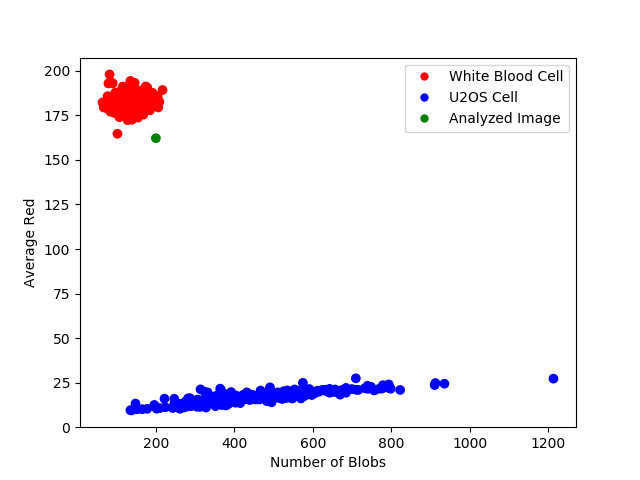 White Blood Cell
U2OS Cell
Analyzed Image
200
175
150
125
100
75
50
25
0
Average Red
200 400 600 800 1000 1200
Number of Blobs